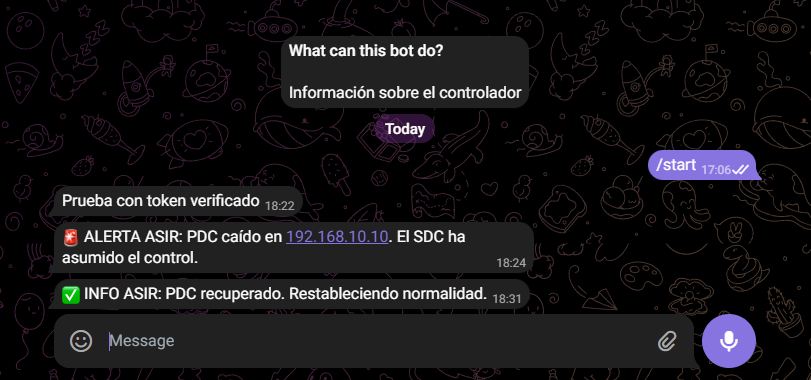 What can this bot do?
Información sobre el controlador
Today
/start 17:06
Prueba con token verificado 18:22
🚨 ALERTA ASIR: PDC caído en 192.168.10.10. El SDC ha
asumido el control. 18:24
✅ INFO ASIR: PDC recuperado. Restableciendo normalidad. 18:31
Message